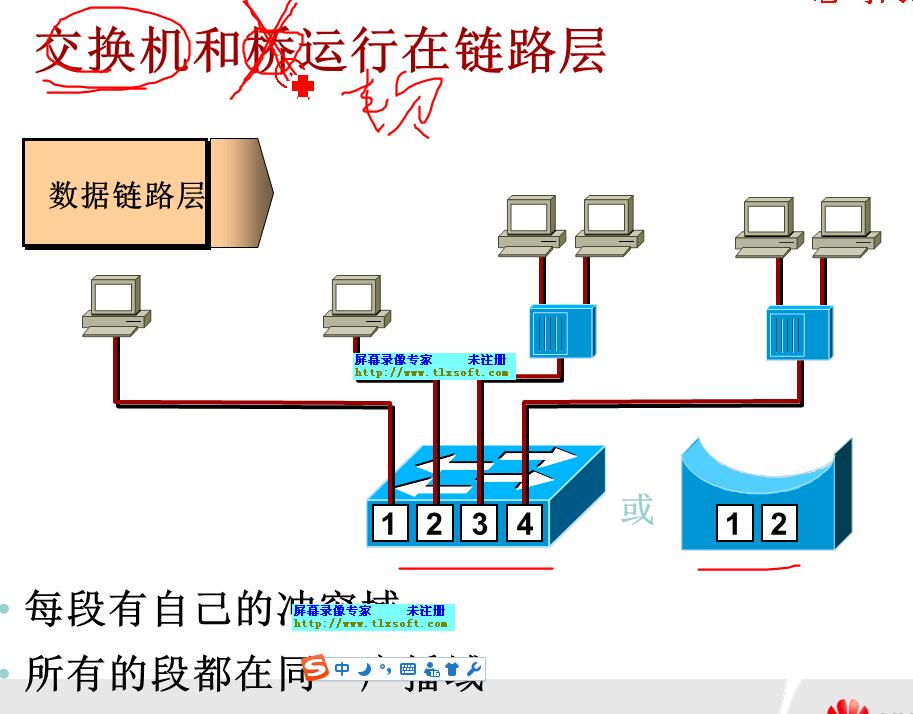 交换机和桥运行在链路层
数据链路层
屏幕录像专家 未注册
http://www.tlxsoft.com
1 2 3 4
或
1 2
每段有自己的冲突域
屏幕录像专家 未注册
http://www.tlxsoft.com
所有的段都在同一广播域
中